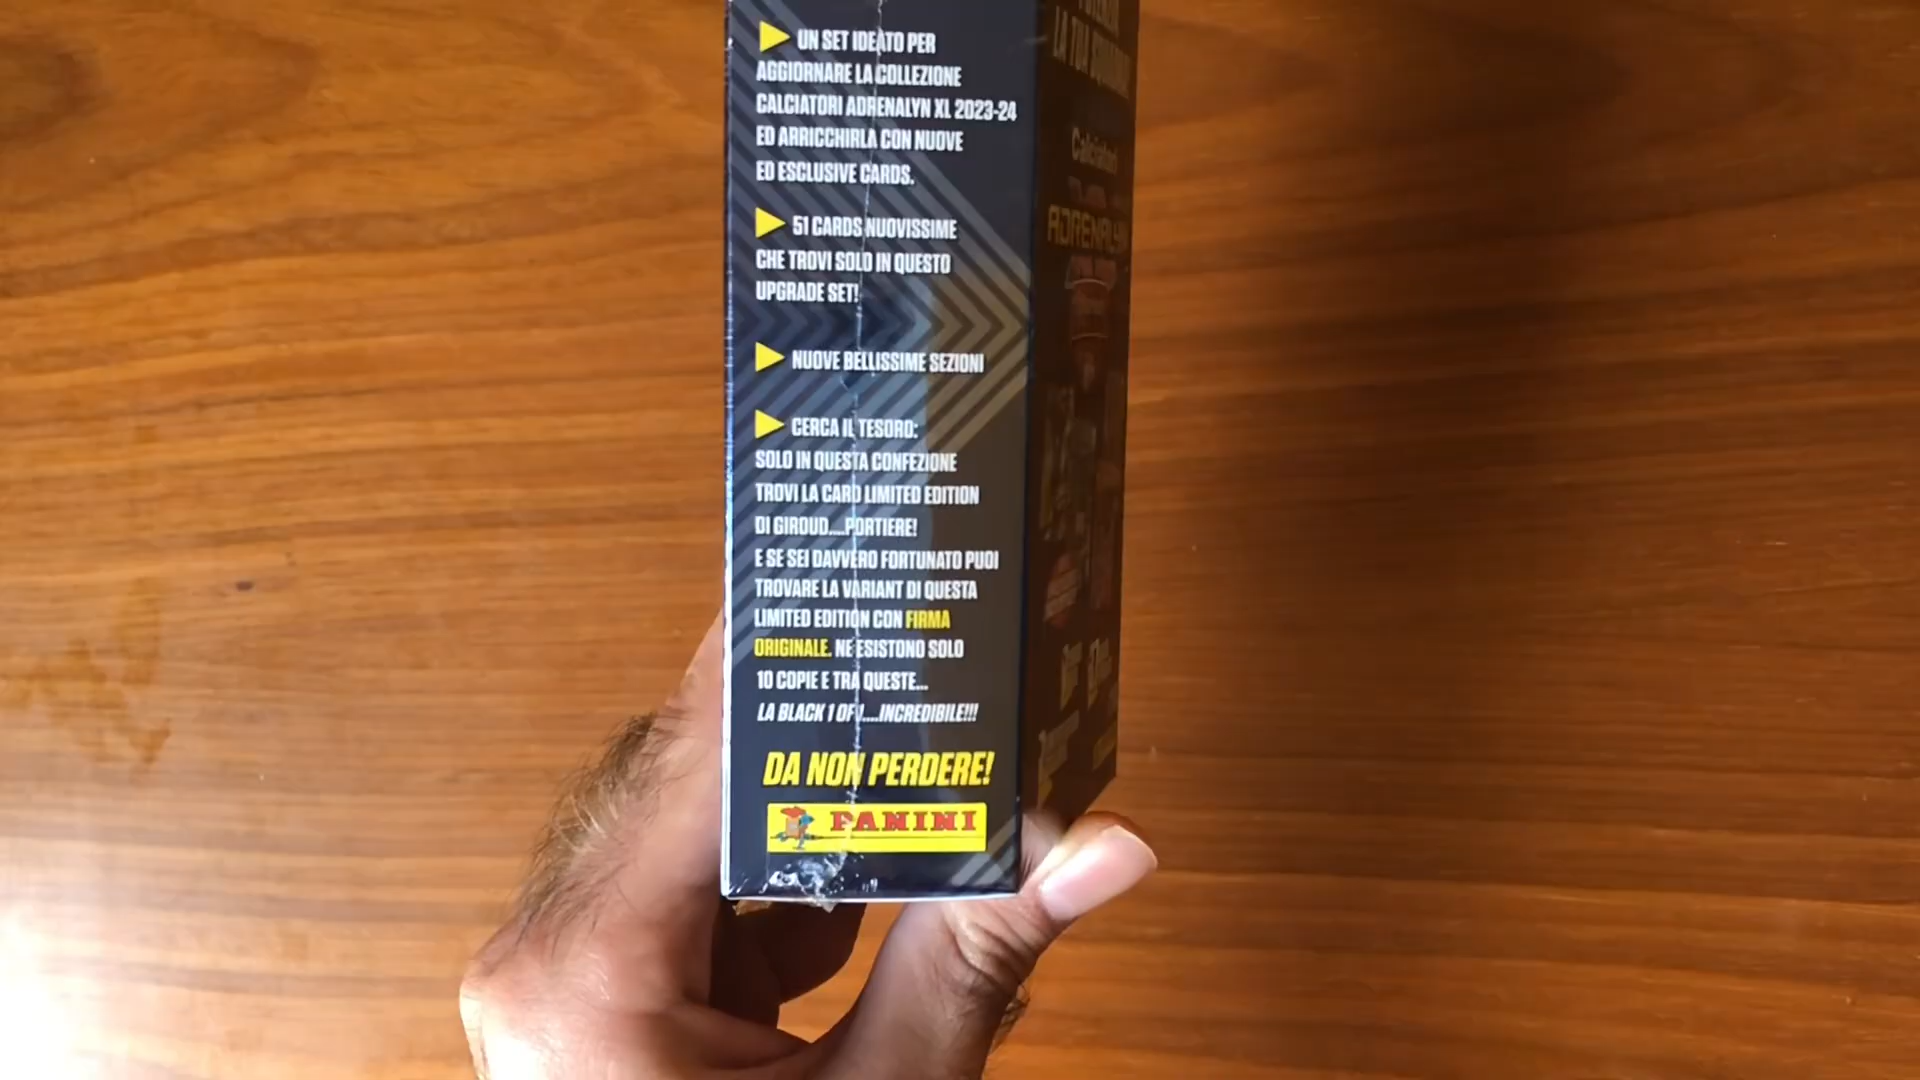 UN SET IDEATO PER
AGGIORNARE LA COLLEZIONE
CALCIATORI ADRENALYN XL 2023-24
ED ARRICCHIRLA CON NUOVE
ED ESCLUSIVE CARDS.
51 CARDS NUOVISSIME
CHE TROVI SOLO IN QUESTO
UPGRADE SET!
NUOVE BELLISSIME SEZIONI
CERCA IL TESORO:
SOLO IN QUESTA CONFEZIONE
TROVI LA CARD LIMITED EDITION
DI GIROUD....PORTIERE!
E SE SEI DAVVERO FORTUNATO PUOI
TROVARE LA VARIANT DI QUESTA
LIMITED EDITION CON FIRMA
ORIGINALE. NE ESISTONO SOLO
10 COPIE E TRA QUESTE...
LA BLACK 1 OF 1....INCREDIBILE!!!
DA NON PERDERE!
PANINI
LA TUA SQUADRA!
Calciatori
ADRENALYN